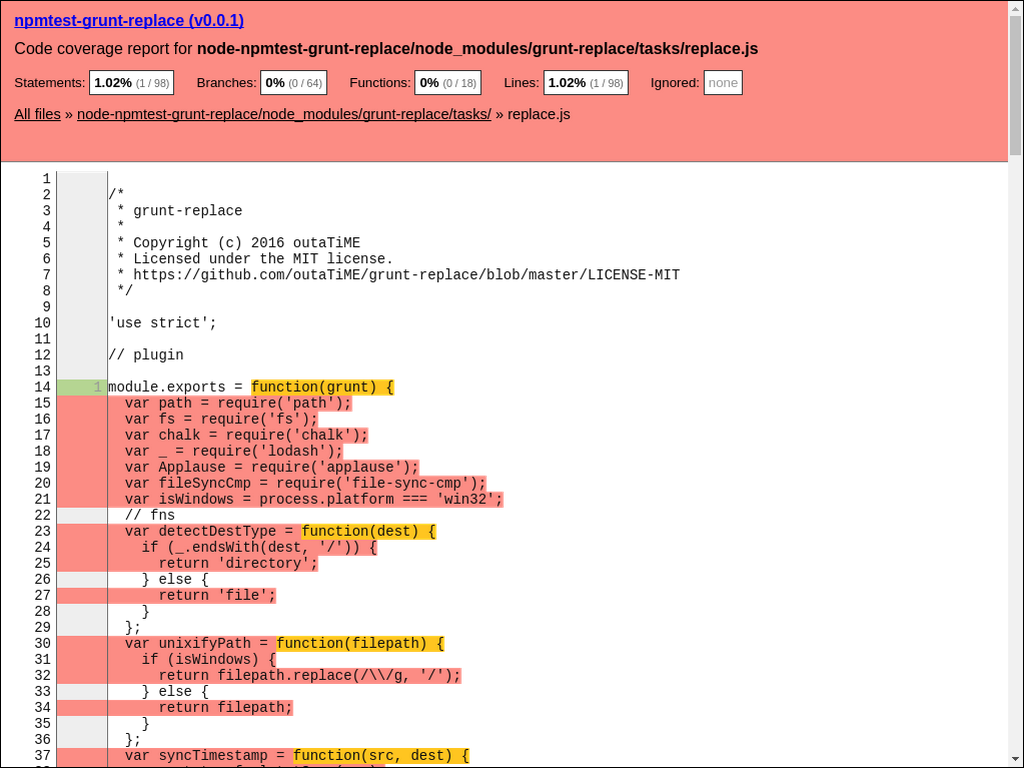 npmtest-grunt-replace (v0.0.1)
Code coverage report for node-npmtest-grunt-replace/node_modules/grunt-replace/tasks/replace.js
Statements: 1.02% (1 / 98) Branches: 0% (0 / 64) Functions: 0% (0 / 18) Lines: 1.02% (1 / 98) Ignored: none
All files » node-npmtest-grunt-replace/node_modules/grunt-replace/tasks/ » replace.js
1
2 /*
3  * grunt-replace
4  *
5  * Copyright (c) 2016 outaTiME
6  * Licensed under the MIT license.
7  * https://github.com/outaTiME/grunt-replace/blob/master/LICENSE-MIT
8  */
9
10 'use strict';
11
12 // plugin
13
14 1 module.exports = function(grunt) {
15   var path = require('path');
16   var fs = require('fs');
17   var chalk = require('chalk');
18   var _ = require('lodash');
19   var Applause = require('applause');
20   var fileSyncCmp = require('file-sync-cmp');
21   var isWindows = process.platform === 'win32';
22   // fns
23   var detectDestType = function(dest) {
24     if (_.endsWith(dest, '/')) {
25       return 'directory';
26     } else {
27       return 'file';
28     }
29   };
30   var unixifyPath = function(filepath) {
31     if (isWindows) {
32       return filepath.replace(/\\/g, '/');
33     } else {
34       return filepath;
35     }
36   };
37   var syncTimestamp = function(src, dest) {